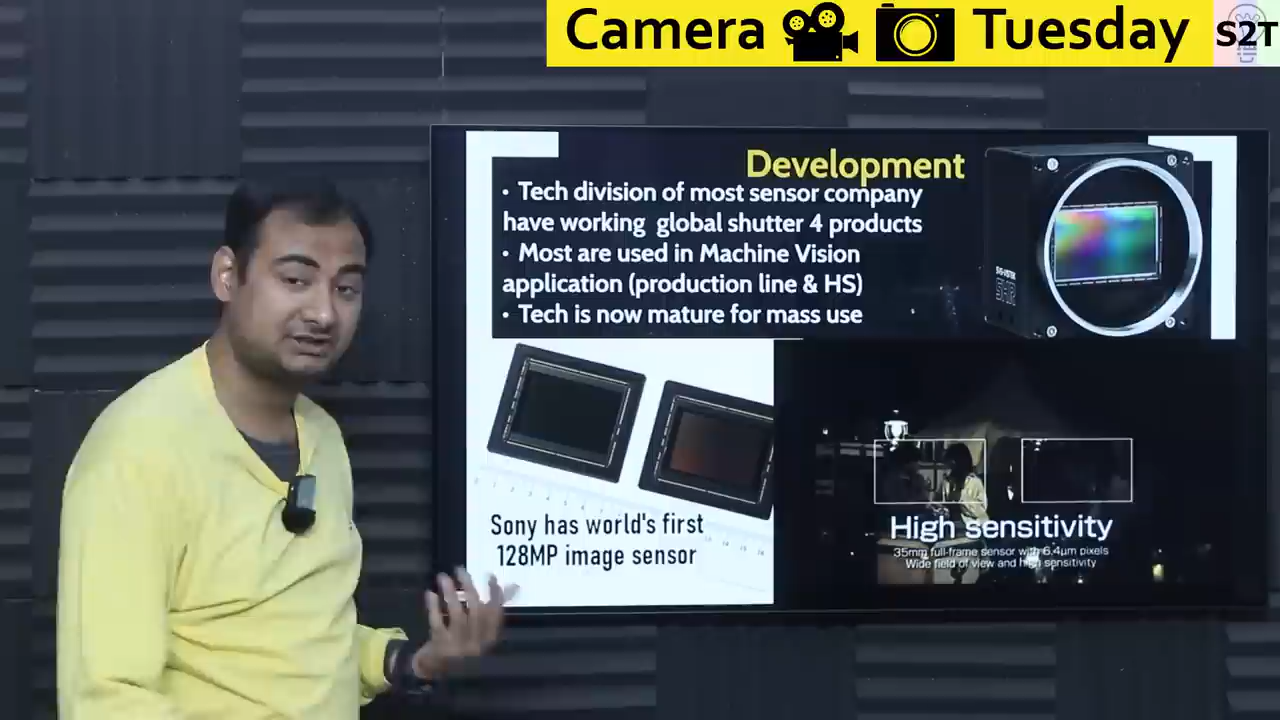 Camera Tuesday
S2T
Development
• Tech division of most sensor company
have working global shutter 4 products
• Most are used in Machine Vision
application (production line & HS)
• Tech is now mature for mass use
SHR
Sony has world's first
128MP image sensor
High sensitivity
35mm full-frame sensor with 6.4µm pixels
Wide field of view and high sensitivity